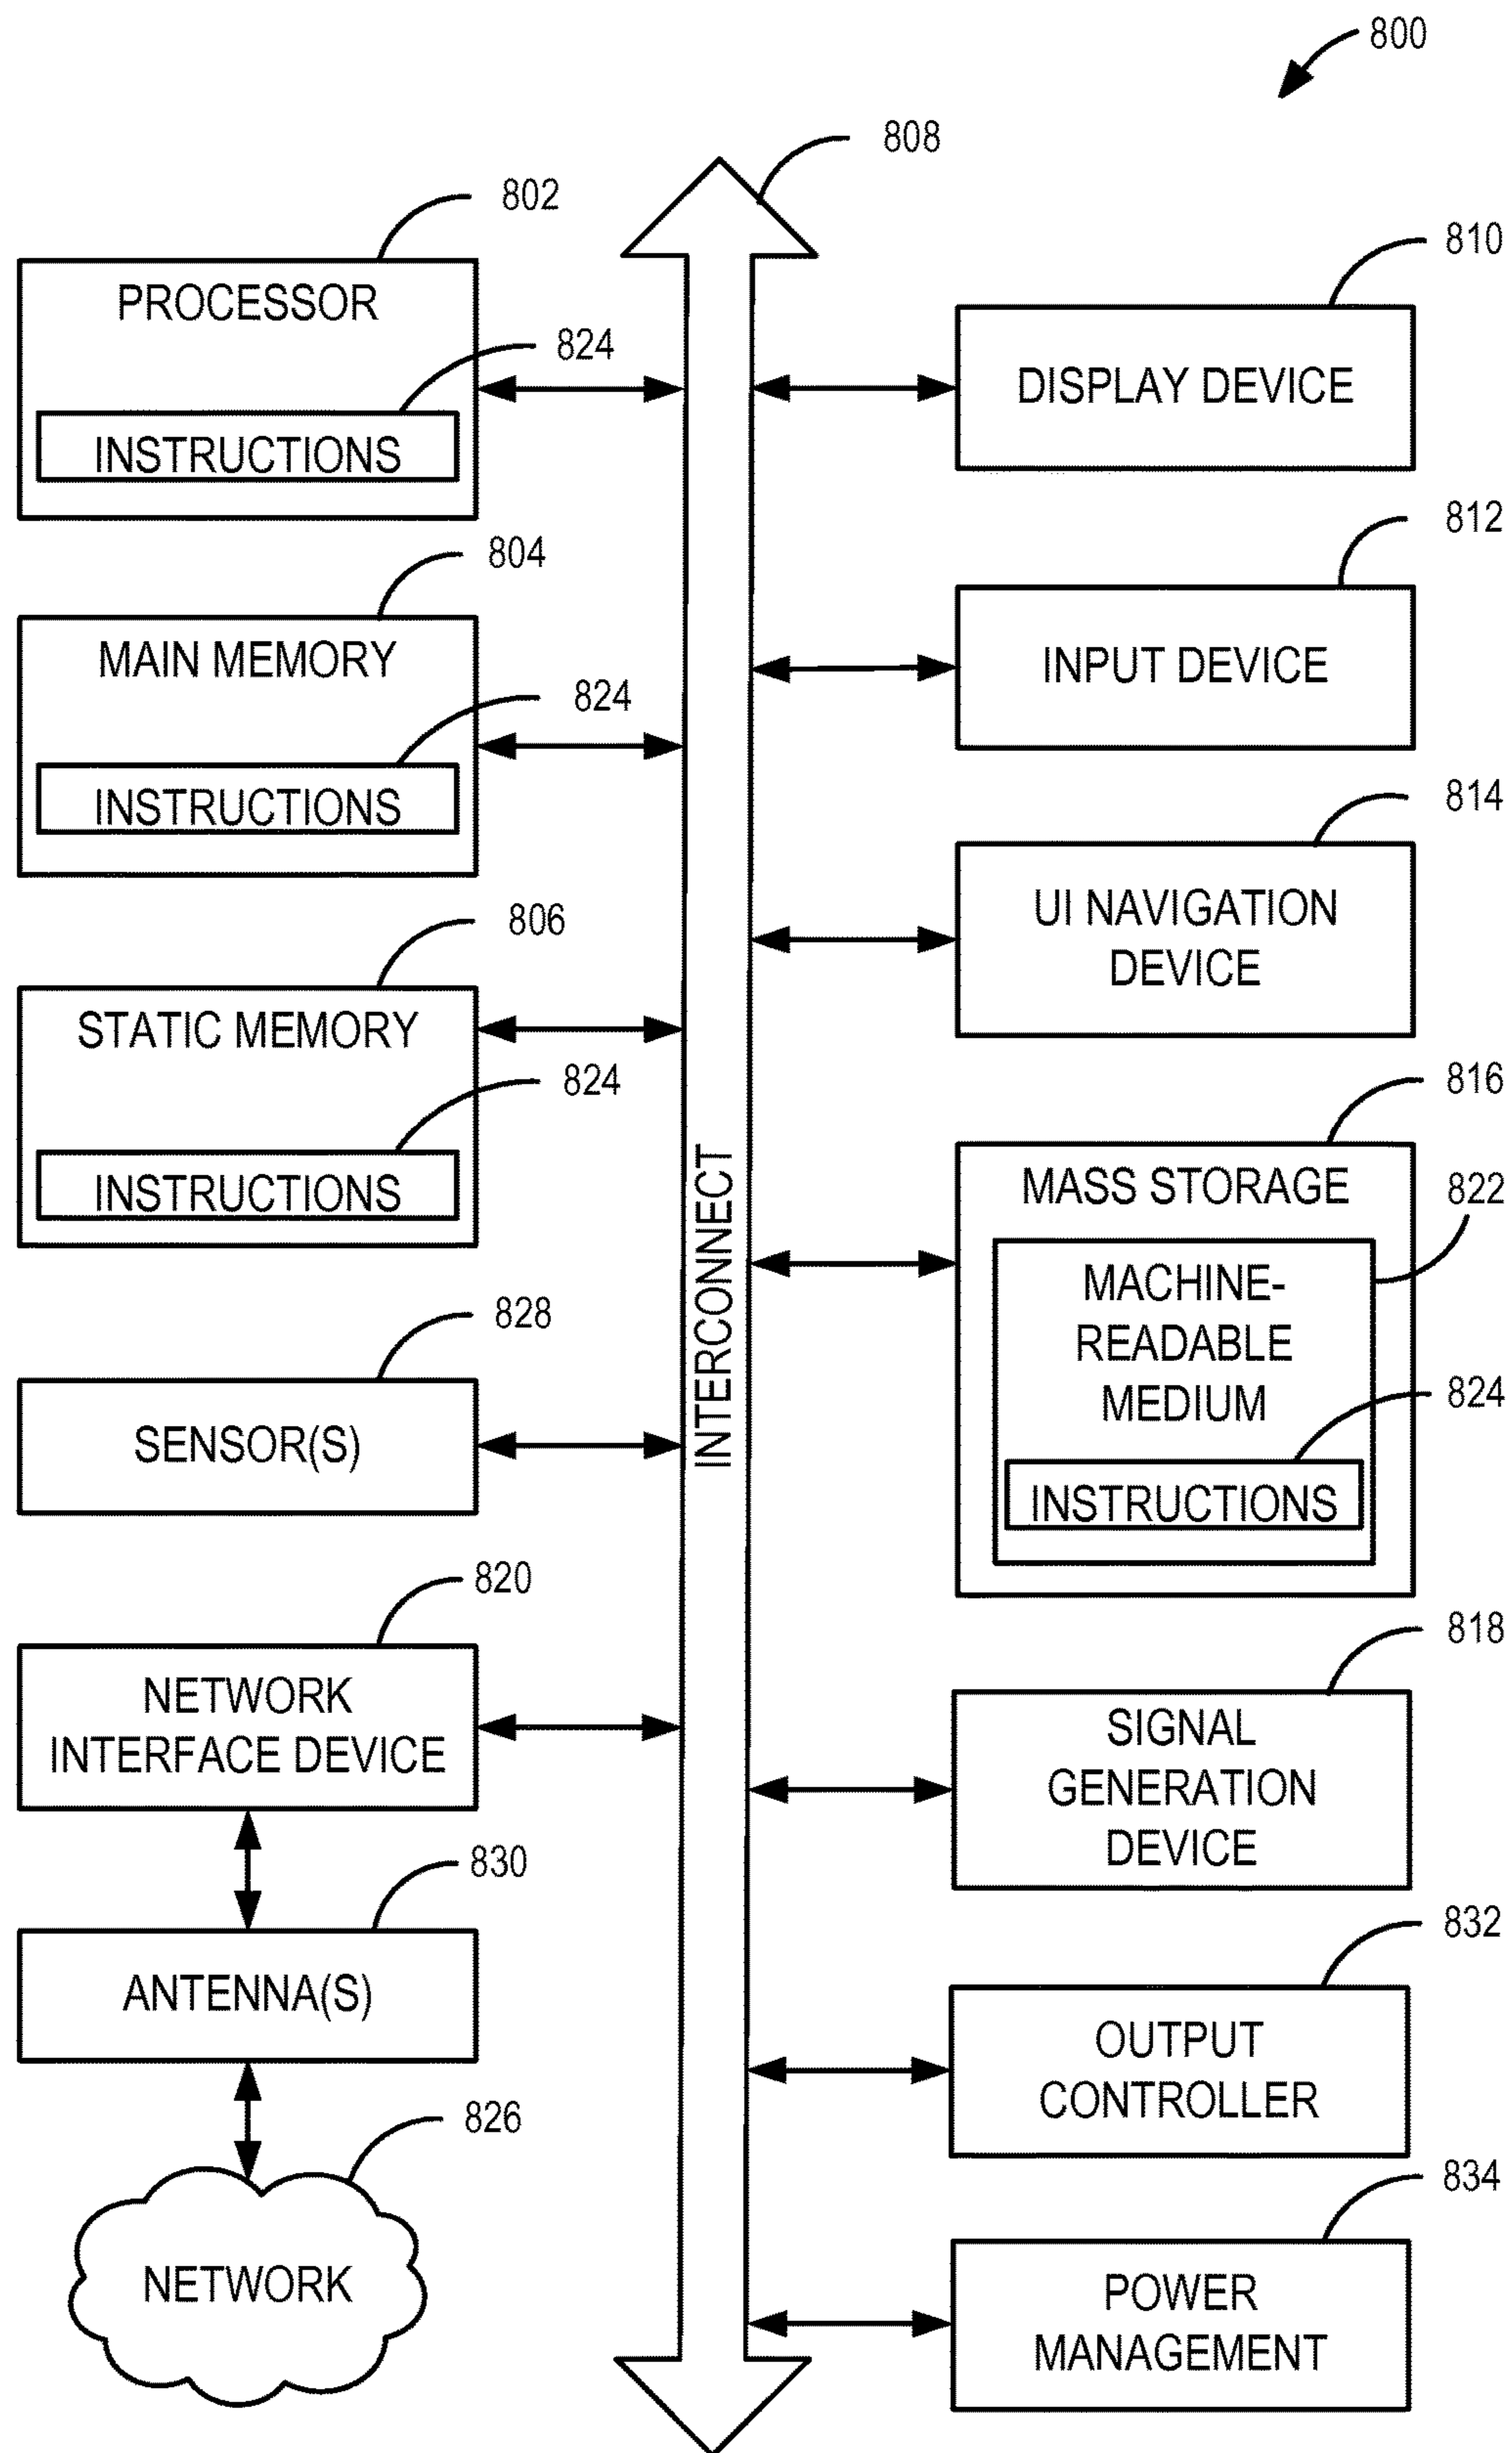 800
808
802
PROCESSOR
824
INSTRUCTIONS
804
MAIN MEMORY
824
INSTRUCTIONS
806
STATIC MEMORY
824
INSTRUCTIONS
828
SENSOR(S)
820
NETWORK
INTERFACE DEVICE
830
ANTENNA(S)
826
NETWORK
INTERCONNECT
810
DISPLAY DEVICE
812
INPUT DEVICE
814
UI NAVIGATION
DEVICE
816
MASS STORAGE
822
MACHINE-
READABLE
MEDIUM
824
INSTRUCTIONS
818
SIGNAL
GENERATION
DEVICE
832
OUTPUT
CONTROLLER
834
POWER
MANAGEMENT